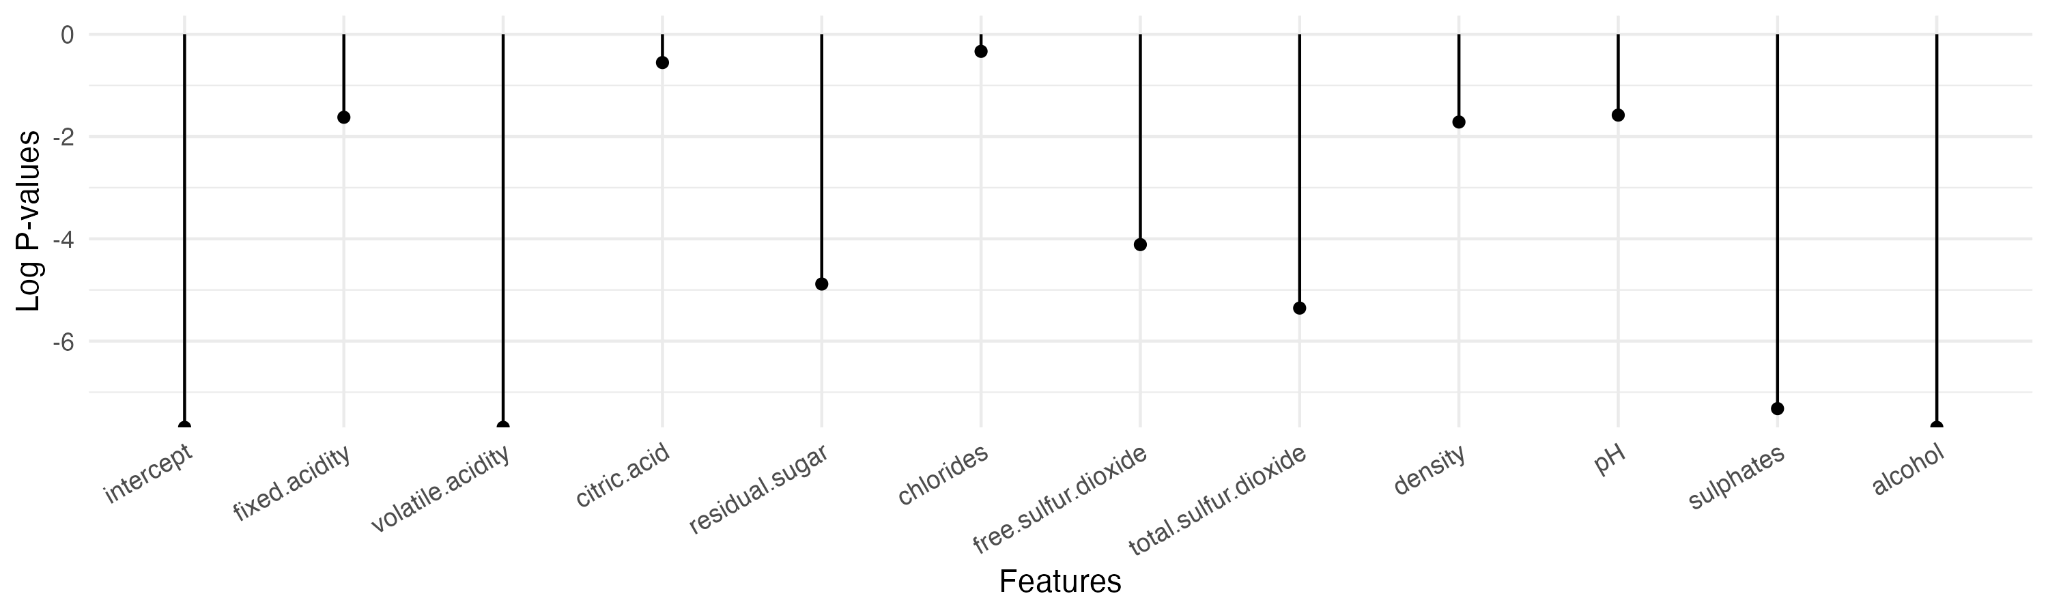 Log P-values
0
-2
-4
-6
intercept
fixed.acidity
volatile.acidity
citric.acid
residual.sugar
chlorides
free.sulfur.dioxide
total.sulfur.dioxide
density
pH
sulphates
alcohol
Features